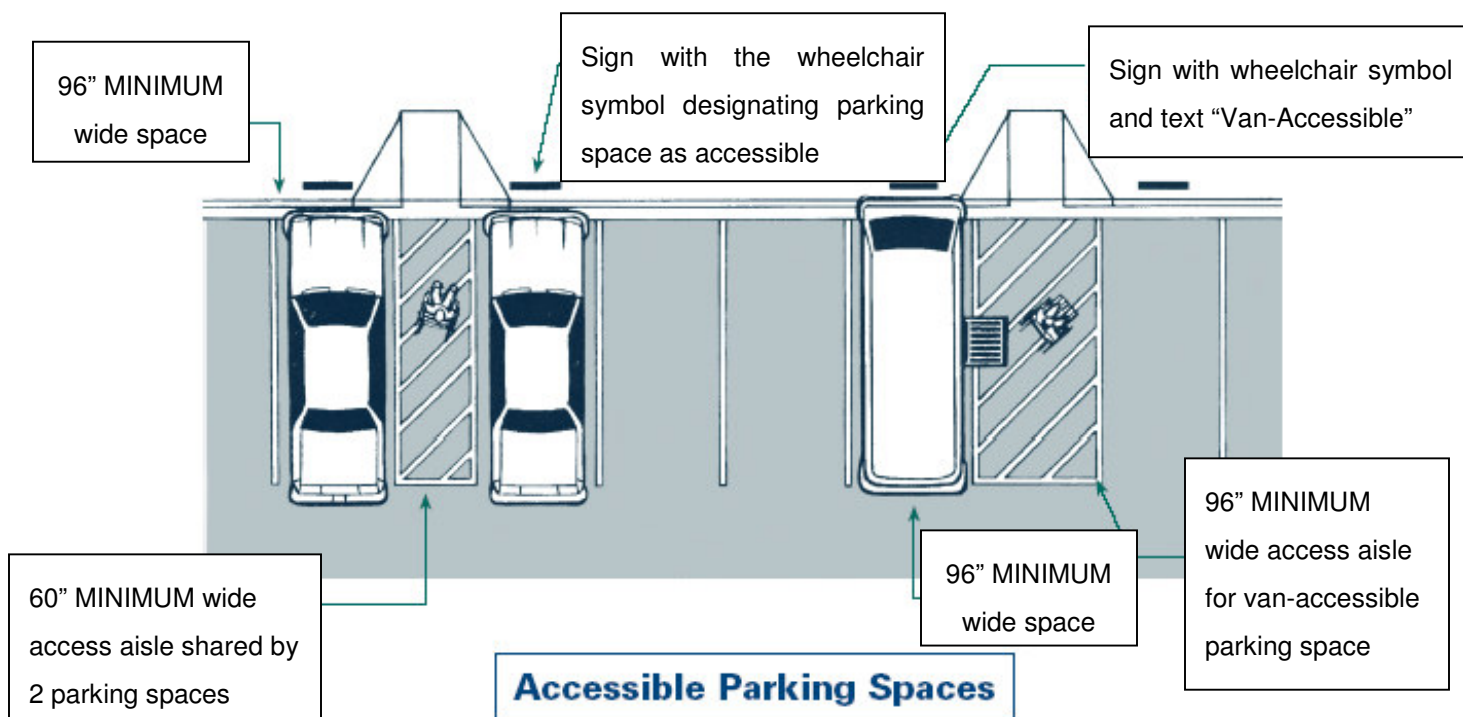 96” MINIMUM
wide space
Sign with the wheelchair
symbol designating parking
space as accessible
Sign with wheelchair symbol
and text “Van-Accessible”
60” MINIMUM wide
access aisle shared by
2 parking spaces
96” MINIMUM
wide space
96” MINIMUM
wide access aisle
for van-accessible
parking space
Accessible Parking Spaces